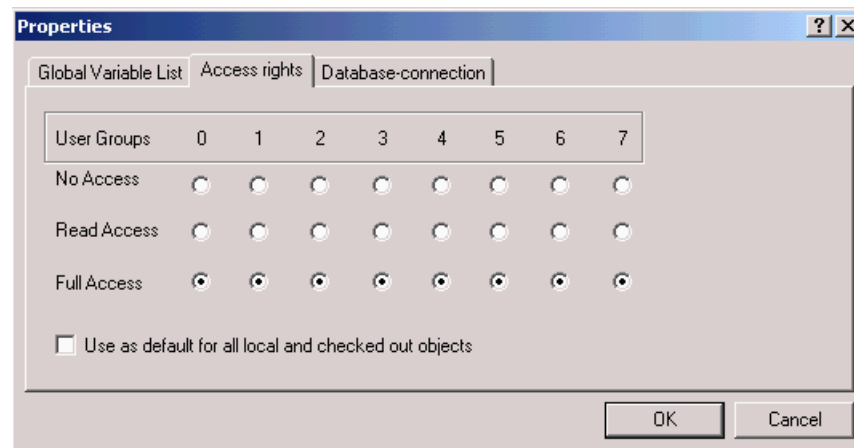 Properties
Global Variable List Access rights Database-connection
User Groups 0 1 2 3 4 5 6 7
No Access
Read Access
Full Access
Use as default for all local and checked out objects
OK Cancel